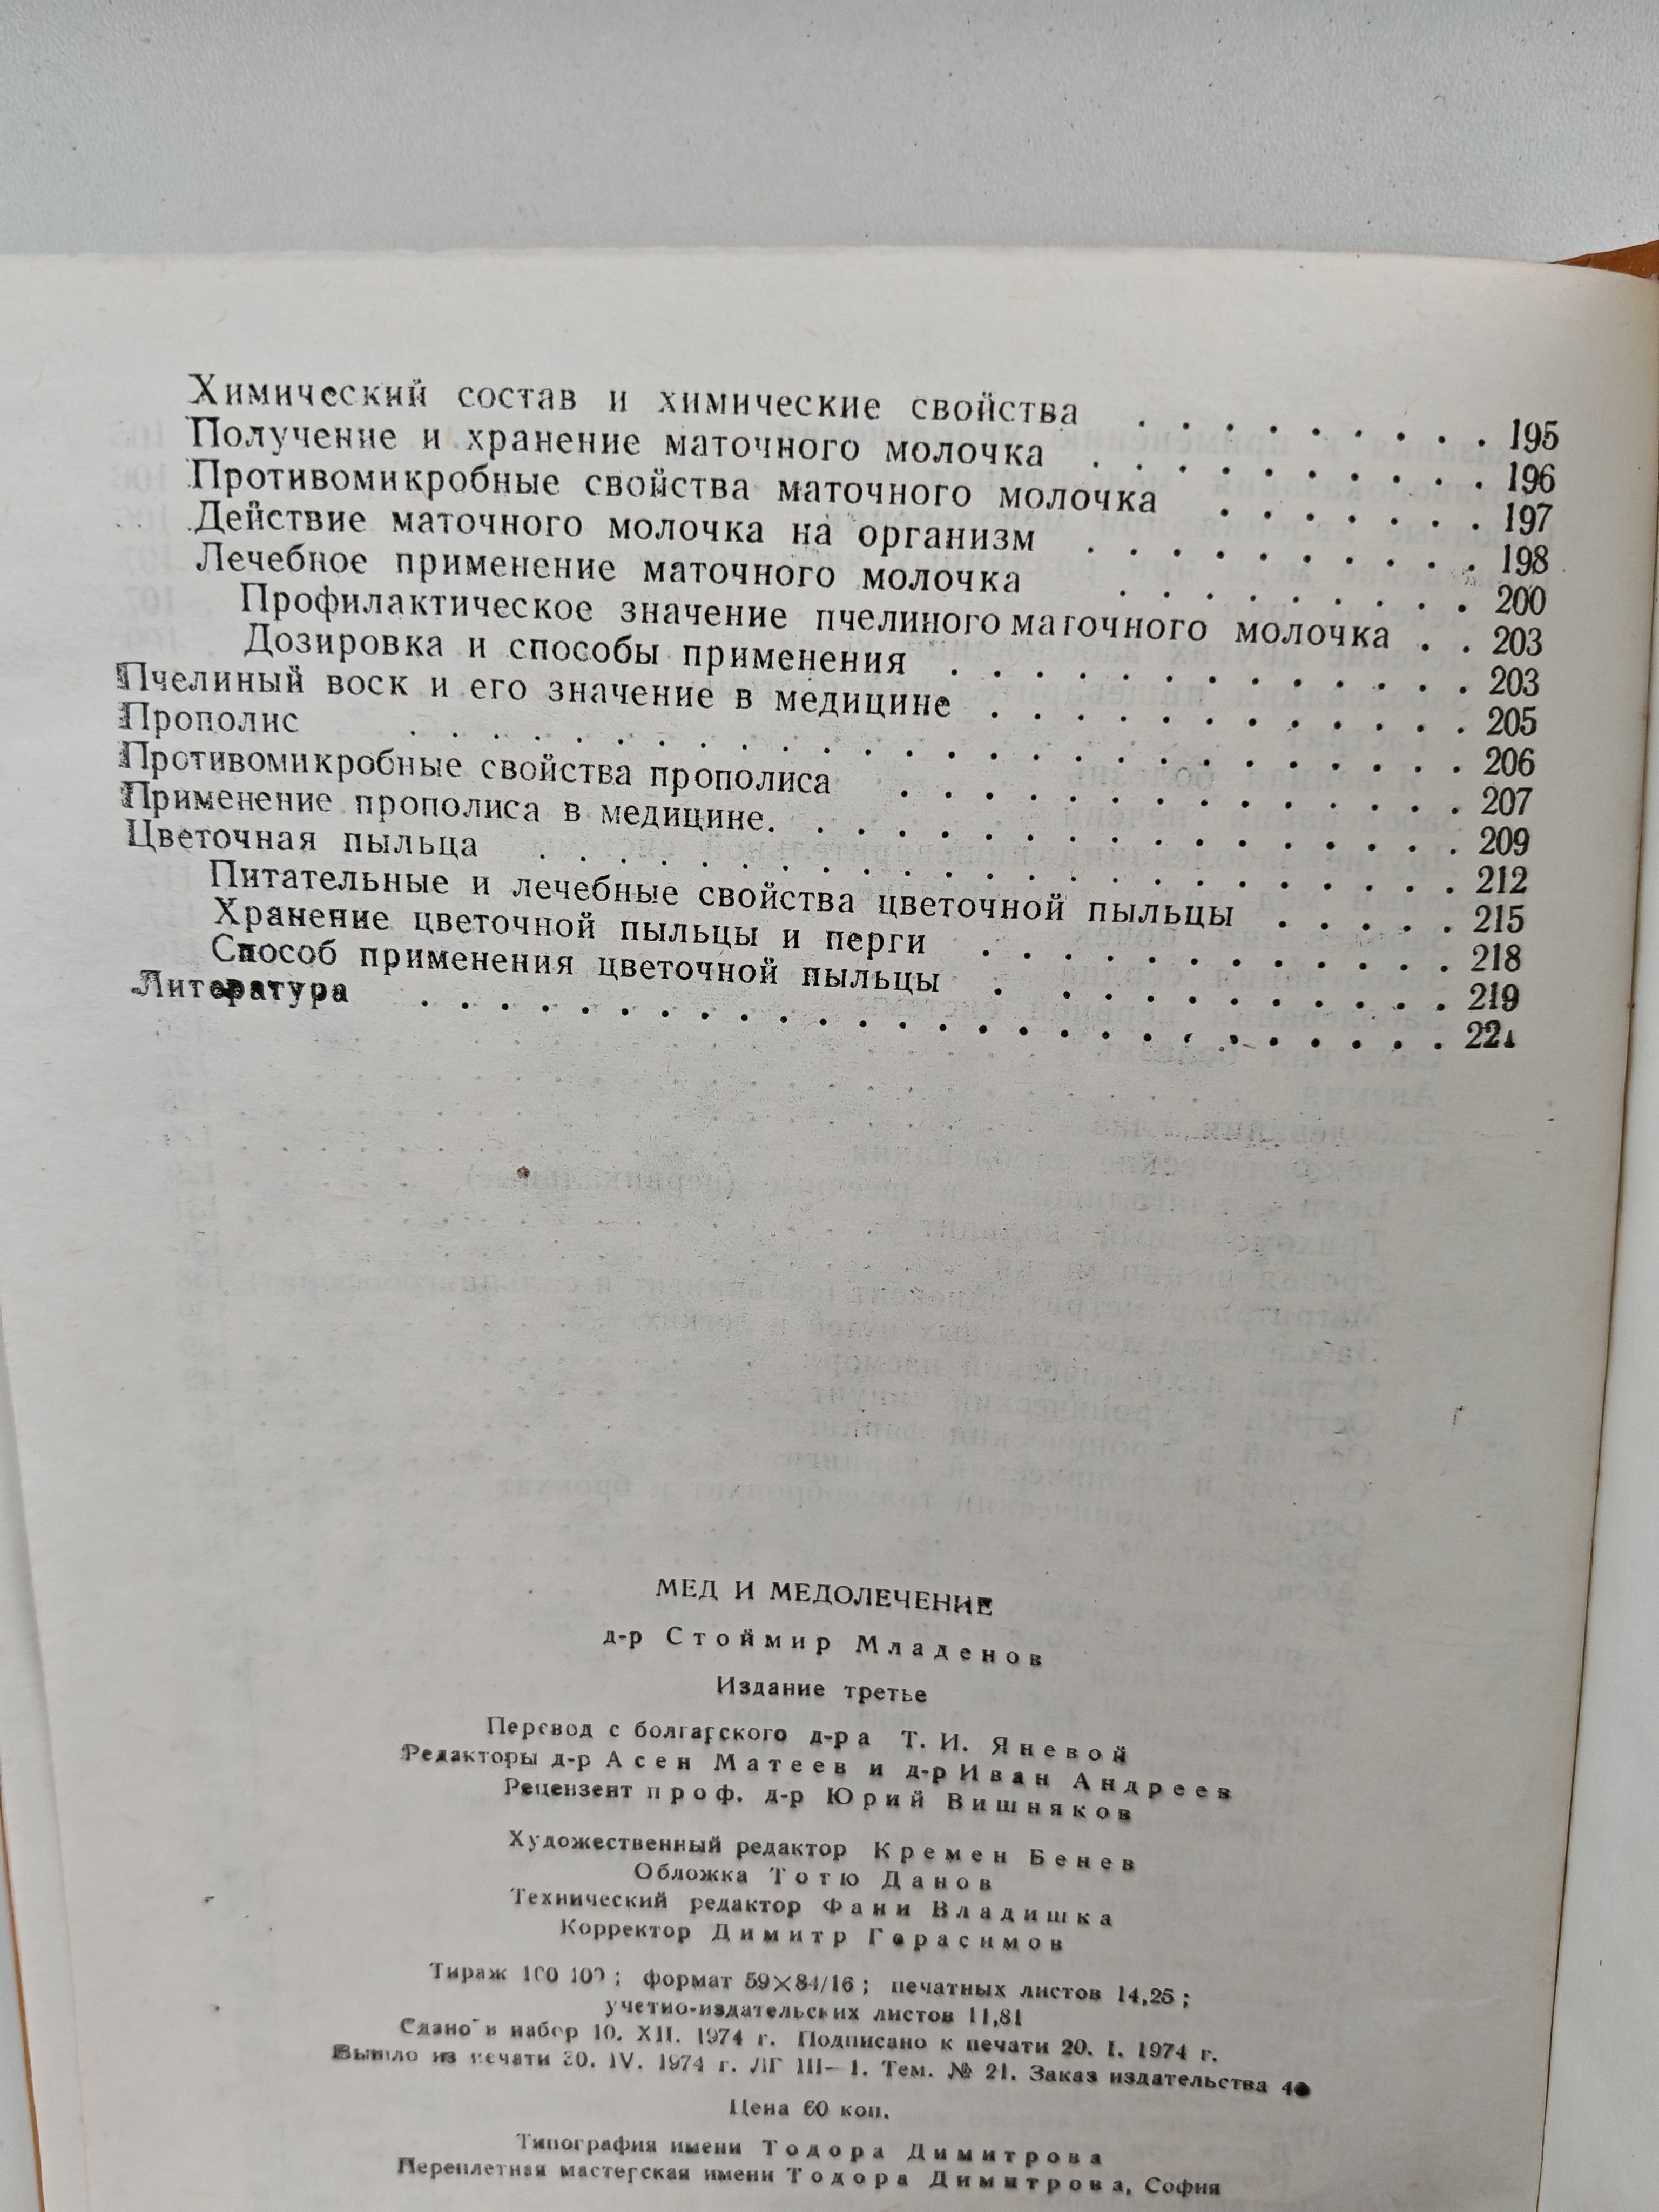 Химический состав и химические свойства . . . . . . . . . 195
Получение и хранение маточного молочка . . . . . . . . . . 196
Противомикробные свойства маточного молочка . . . . . . . 197
Действие маточного молочка на организм . . . . . . . . . . 198
Лечебное применение маточного молочка . . . . . . . . . 200
Профилактическое значение пчелиного маточного молочка . . 203
Дозировка и способы применения . . . . . . . . . . . . . 203
Пчелиный воск и его значение в медицине . . . . . . . . . . . . 205
Прополис . . . . . . . . . . . . . . . . . . . . . . . . . . 206
Противомикробные свойства прополиса . . . . . . . . . . . . . . 207
Применение прополиса в медицине. . . . . . . . . . . . . . . . . 209
Цветочная пыльца . . . . . . . . . . . . . . . . . . . . . . . 212
Питательные и лечебные свойства цветочной пыльцы . . . . . 215
Хранение цветочной пыльцы и перги . . . . . . . . . . . . 218
Способ применения цветочной пыльцы . . . . . . . . . . . 219
Литература . . . . . . . . . . . . . . . . . . . . . . . . . . 221
МЕД И МЕДОЛЕЧЕНИЕ
д-р Стоймир Младенов
Издание третье
Перевод с болгарского д-ра Т. И. Яневой
Редакторы д-р Асен Матеев и д-р Иван Андреев
Рецензент проф. д-р Юрий Вишняков
Художественный редактор Кремен Бенев
Обложка Тотю Данов
Технический редактор Фани Владишка
Корректор Димитр Герасимов
Тираж 100 100; формат 59×84/16; печатных листов 14,25;
учетно-издательских листов 11,81
Сдано в набор 10. XII. 1974 г. Подписано к печати 20. I. 1974 г.
Вышло из печати 30. IV. 1974 г. ЛГ III—1. Тем. № 21. Заказ издательства
Цена 60 коп.
Типография имени Тодора Димитрова
Переплетная мастерская имени Тодора Димитрова, София